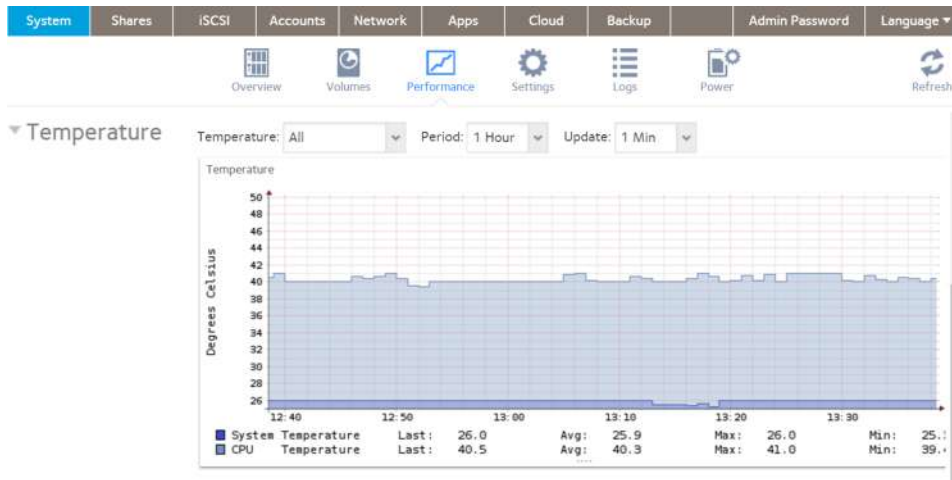 System Shares iSCSI Accounts Network Apps Cloud Backup Admin Password Language
Overview Volumes Performance Settings Logs Power Refresh
Temperature
Temperature: All Period: 1 Hour Update: 1 Min
Temperature
50
48
46
44
42
40
38
36
34
32
30
28
26
Degrees Celsius
12:40 12:50 13:00 13:10 13:20 13:30
System Temperature Last: 26.0 Avg: 25.9 Max: 26.0 Min:
CPU Temperature Last: 40.5 Avg: 40.3 Max: 41.0 Min: